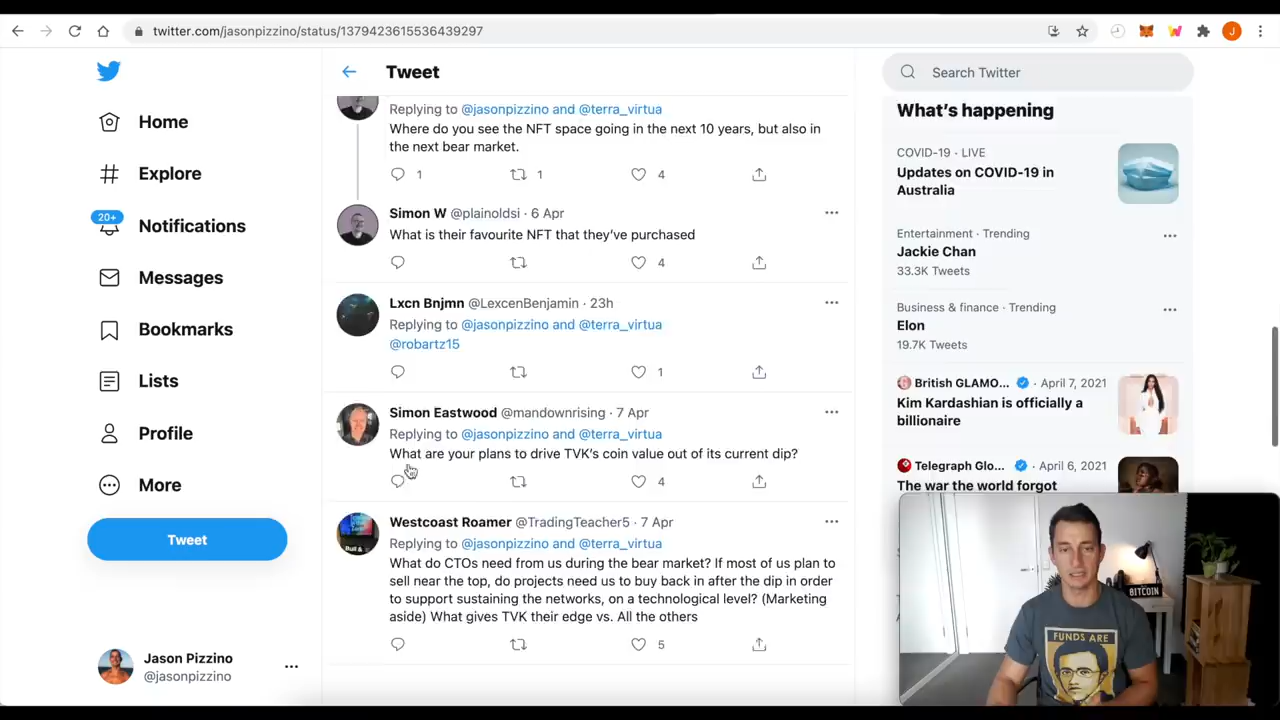 twitter.com/jasonpizzino/status/1379423615536439297
J
Home
Explore
20+
Notifications
Messages
Bookmarks
Lists
Profile
More
Tweet
Jason Pizzino
@jasonpizzino
Tweet
Replying to @jasonpizzino and @terra_virtua
Where do you see the NFT space going in the next 10 years, but also in
the next bear market.
1 1 4
Simon W @plainoldsi · 6 Apr
What is their favourite NFT that they've purchased
4
Lxcn Bnjmn @LexcenBenjamin · 23h
Replying to @jasonpizzino and @terra_virtua
@robartz15
1
Simon Eastwood @mandownrising · 7 Apr
Replying to @jasonpizzino and @terra_virtua
What are your plans to drive TVK's coin value out of its current dip?
4
Westcoast Roamer @TradingTeacher5 · 7 Apr
Replying to @jasonpizzino and @terra_virtua
What do CTOs need from us during the bear market? If most of us plan to
sell near the top, do projects need us to buy back in after the dip in order
to support sustaining the networks, on a technological level? (Marketing
aside) What gives TVK their edge vs. All the others
5
Search Twitter
What's happening
COVID-19 · LIVE
Updates on COVID-19 in
Australia
Entertainment · Trending
Jackie Chan
33.3K Tweets
Business & finance · Trending
Elon
19.7K Tweets
British GLAMO... · April 7, 2021
Kim Kardashian is officially a
billionaire
Telegraph Glo... · April 6, 2021
The war the world forgot
BITCOIN
FUNDS ARE